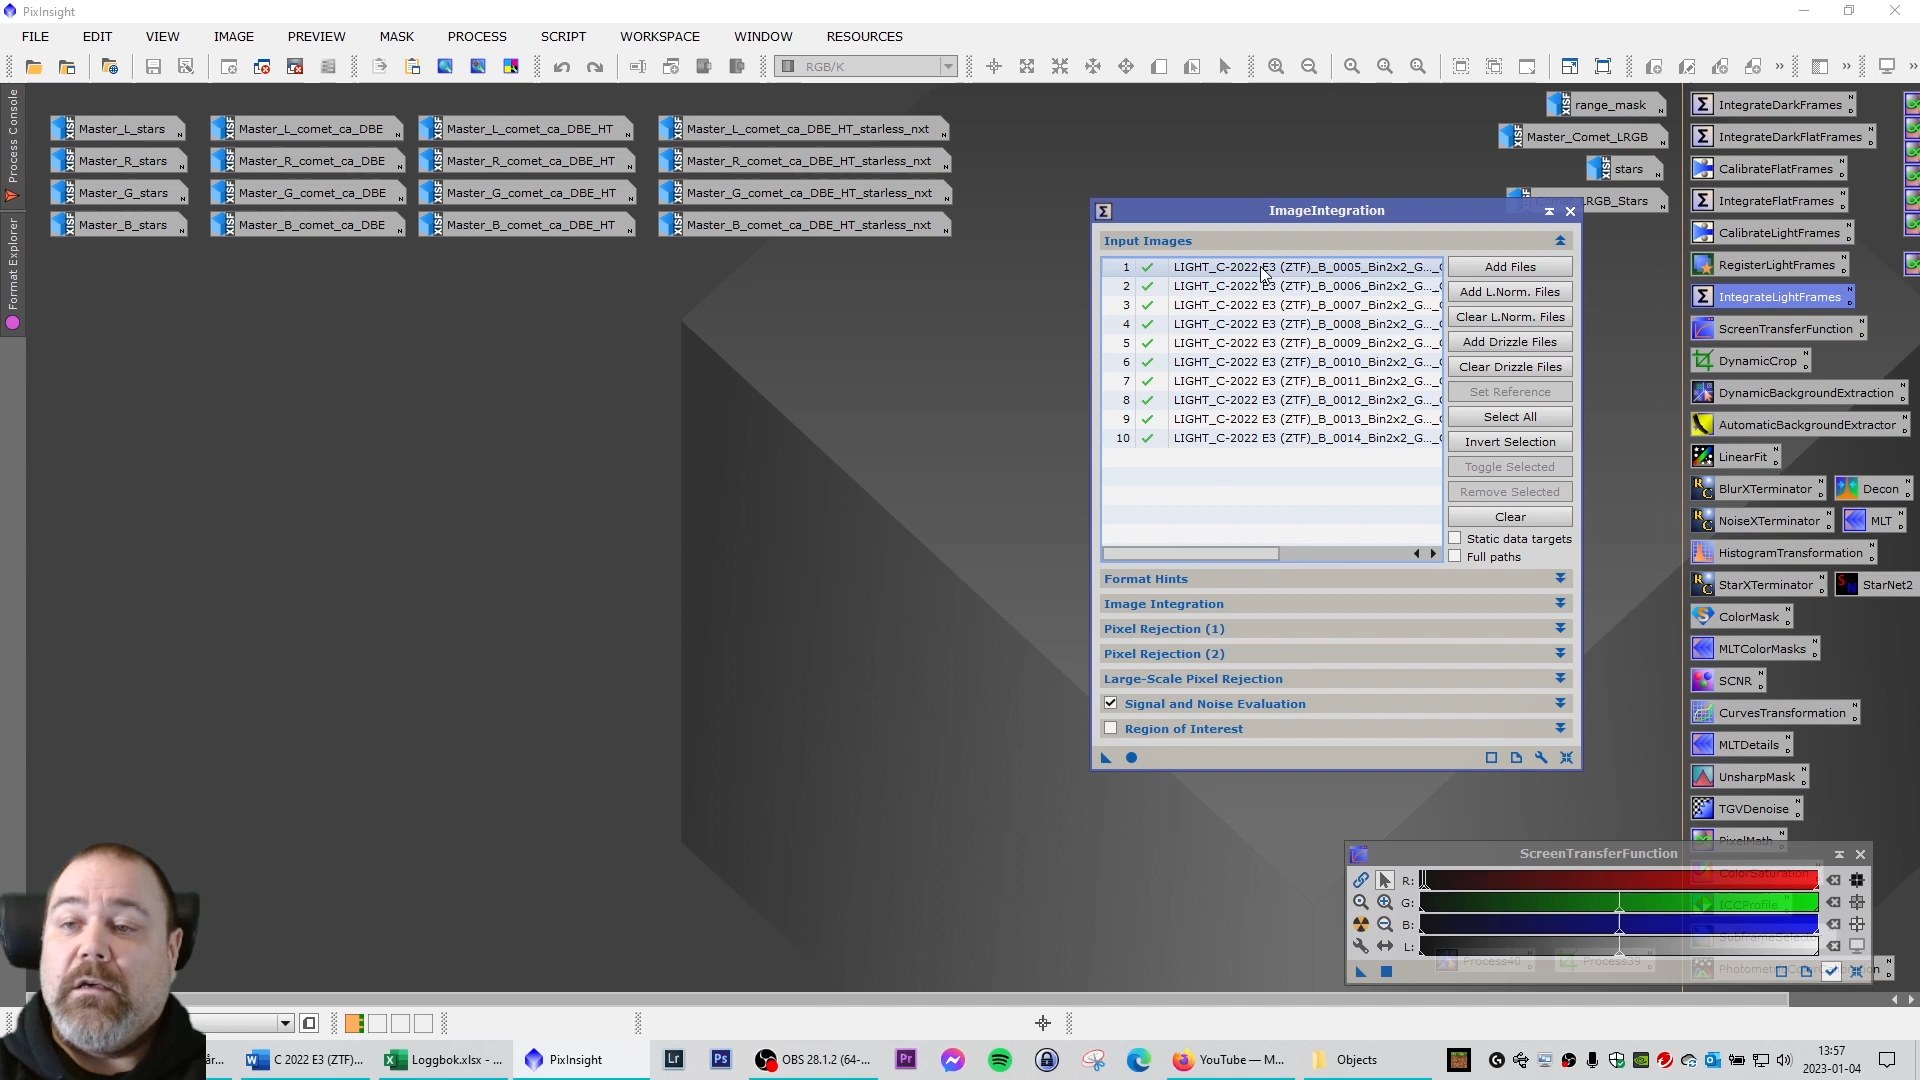 PixInsight
FILE EDIT VIEW IMAGE PREVIEW MASK PROCESS SCRIPT WORKSPACE WINDOW RESOURCES
RGB/K
Process Console
Format Explorer
Master_L_stars Master_L_comet_ca_DBE Master_L_comet_ca_DBE_HT Master_L_comet_ca_DBE_HT_starless_nxt
Master_R_stars Master_R_comet_ca_DBE Master_R_comet_ca_DBE_HT Master_R_comet_ca_DBE_HT_starless_nxt
Master_G_stars Master_G_comet_ca_DBE Master_G_comet_ca_DBE_HT Master_G_comet_ca_DBE_HT_starless_nxt
Master_B_stars Master_B_comet_ca_DBE Master_B_comet_ca_DBE_HT Master_B_comet_ca_DBE_HT_starless_nxt
range_mask
Master_Comet_LRGB
stars
LRGB_Stars
ImageIntegration
Input Images
1 LIGHT_C-2022 E3 (ZTF)_B_0005_Bin2x2_G..._
2 LIGHT_C-2022 E3 (ZTF)_B_0006_Bin2x2_G..._
3 LIGHT_C-2022 E3 (ZTF)_B_0007_Bin2x2_G..._
4 LIGHT_C-2022 E3 (ZTF)_B_0008_Bin2x2_G..._
5 LIGHT_C-2022 E3 (ZTF)_B_0009_Bin2x2_G..._
6 LIGHT_C-2022 E3 (ZTF)_B_0010_Bin2x2_G..._
7 LIGHT_C-2022 E3 (ZTF)_B_0011_Bin2x2_G..._
8 LIGHT_C-2022 E3 (ZTF)_B_0012_Bin2x2_G..._
9 LIGHT_C-2022 E3 (ZTF)_B_0013_Bin2x2_G..._
10 LIGHT_C-2022 E3 (ZTF)_B_0014_Bin2x2_G..._
Add Files
Add L.Norm. Files
Clear L.Norm. Files
Add Drizzle Files
Clear Drizzle Files
Set Reference
Select All
Invert Selection
Toggle Selected
Remove Selected
Clear
Static data targets
Full paths
Format Hints
Image Integration
Pixel Rejection (1)
Pixel Rejection (2)
Large-Scale Pixel Rejection
Signal and Noise Evaluation
Region of Interest
IntegrateDarkFrames
IntegrateDarkFlatFrames
CalibrateFlatFrames
IntegrateFlatFrames
CalibrateLightFrames
RegisterLightFrames
IntegrateLightFrames
ScreenTransferFunction
DynamicCrop
DynamicBackgroundExtraction
AutomaticBackgroundExtractor
LinearFit
BlurXTerminator Decon
NoiseXTerminator MLT
HistogramTransformation
StarXTerminator StarNet2
ColorMask
MLTColorMasks
SCNR
CurvesTransformation
MLTDetails
UnsharpMask
TGVDenoise
PixelMath
ColorSaturation
ICCProfile
ScreenTransferFunction
R:
G:
B:
L:
Process40 Process39
C 2022 E3 (ZTF)... Loggbok.xlsx - ... PixInsight Lr Ps OBS 28.1.2 (64-... Pr YouTube — M... Objects
13:57
2023-01-04